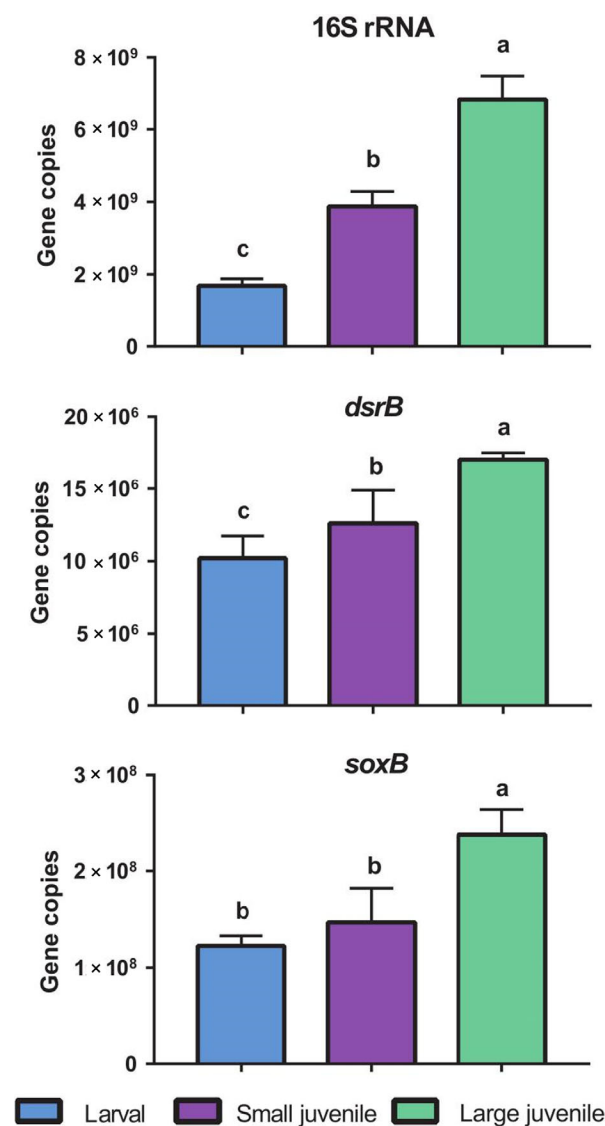 16S rRNA
Gene copies
8 × 10⁹
6 × 10⁹
4 × 10⁹
2 × 10⁹
0
c
b
a
dsrB
Gene copies
20 × 10⁶
15 × 10⁶
10 × 10⁶
5 × 10⁶
0
c
b
a
soxB
Gene copies
3 × 10⁸
2 × 10⁸
1 × 10⁸
0
b
b
a
Larval Small juvenile Large juvenile